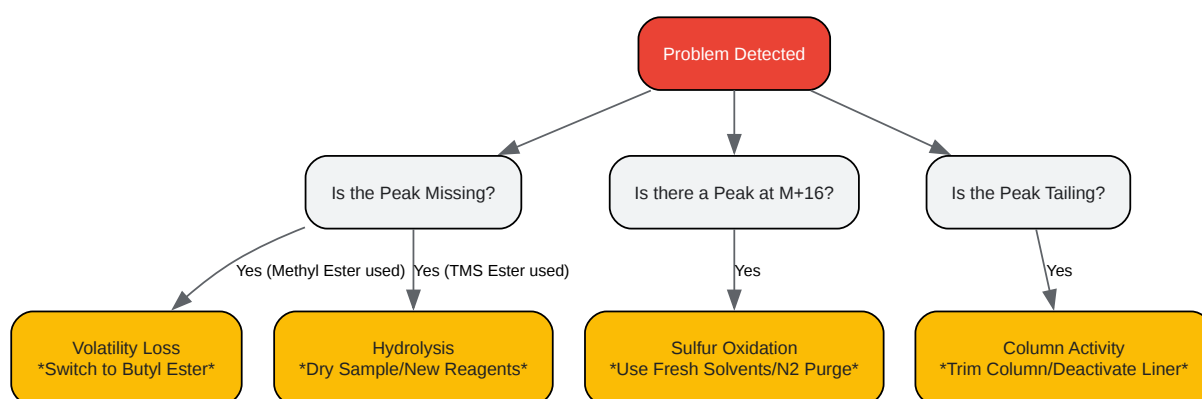 Problem Detected
Is the Peak Missing?
Is there a Peak at M+16?
Is the Peak Tailing?
Yes (Methyl Ester used)
Yes (TMS Ester used)
Yes
Yes
Volatility Loss
*Switch to Butyl Ester*
Hydrolysis
*Dry Sample/New Reagents*
Sulfur Oxidation
*Use Fresh Solvents/N2 Purge*
Column Activity
*Trim Column/Deactivate Liner*